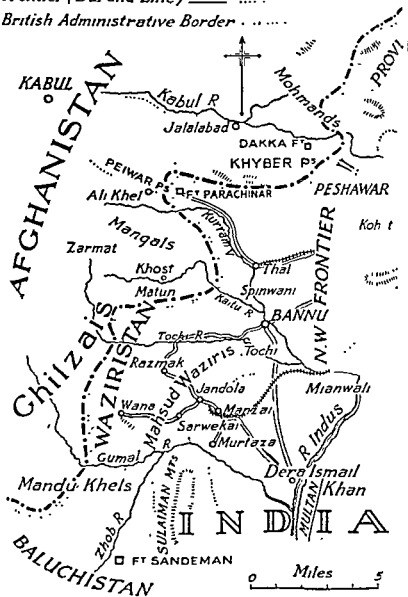 British Administrative Border
KABUL
Kabul R
Jalalabad
Mohmands
PROVI
AFGHANISTAN
DAKKA FT
KHYBER PS
PEIWAR PS
PESHAWAR
Ali Khel
FT PARACHINAR
Koh t
Kurram V
Mangals
Zarmat
Thal
Khost
Spinwani
N.W FRONTIER
Matun
Kaitu R
BANNU
Tochi R
Tochi
Chilzais
WAZIRISTAN
Razmak
Mahsud Waziris
Jandola
Mianwali
Wana
Manzai
Sarwekai
Murtaza
R Indus
Gumal R
Dera Ismail Khan
MULTAN
Mandu Khels
SULAIMAN MTS
INDIA
Zhob R
FT SANDEMAN
BALUCHISTAN
Miles
0 5